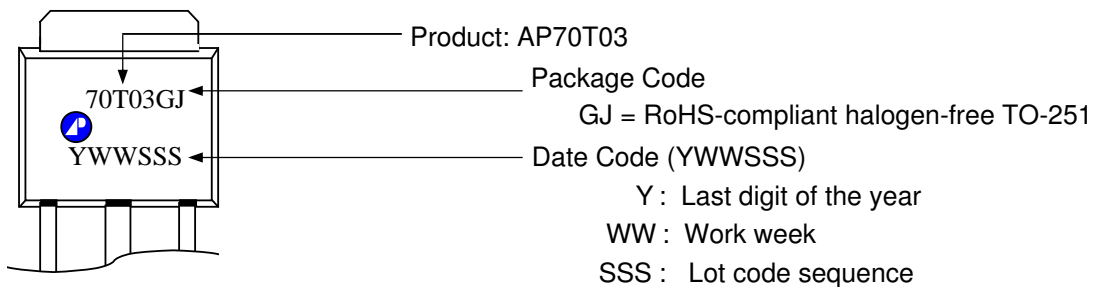 Product: AP70T03
Package Code
70T03GJ
GJ = RoHS-compliant halogen-free TO-251
YWWSSS
Date Code (YWWSSS)
Y : Last digit of the year
WW : Work week
SSS : Lot code sequence